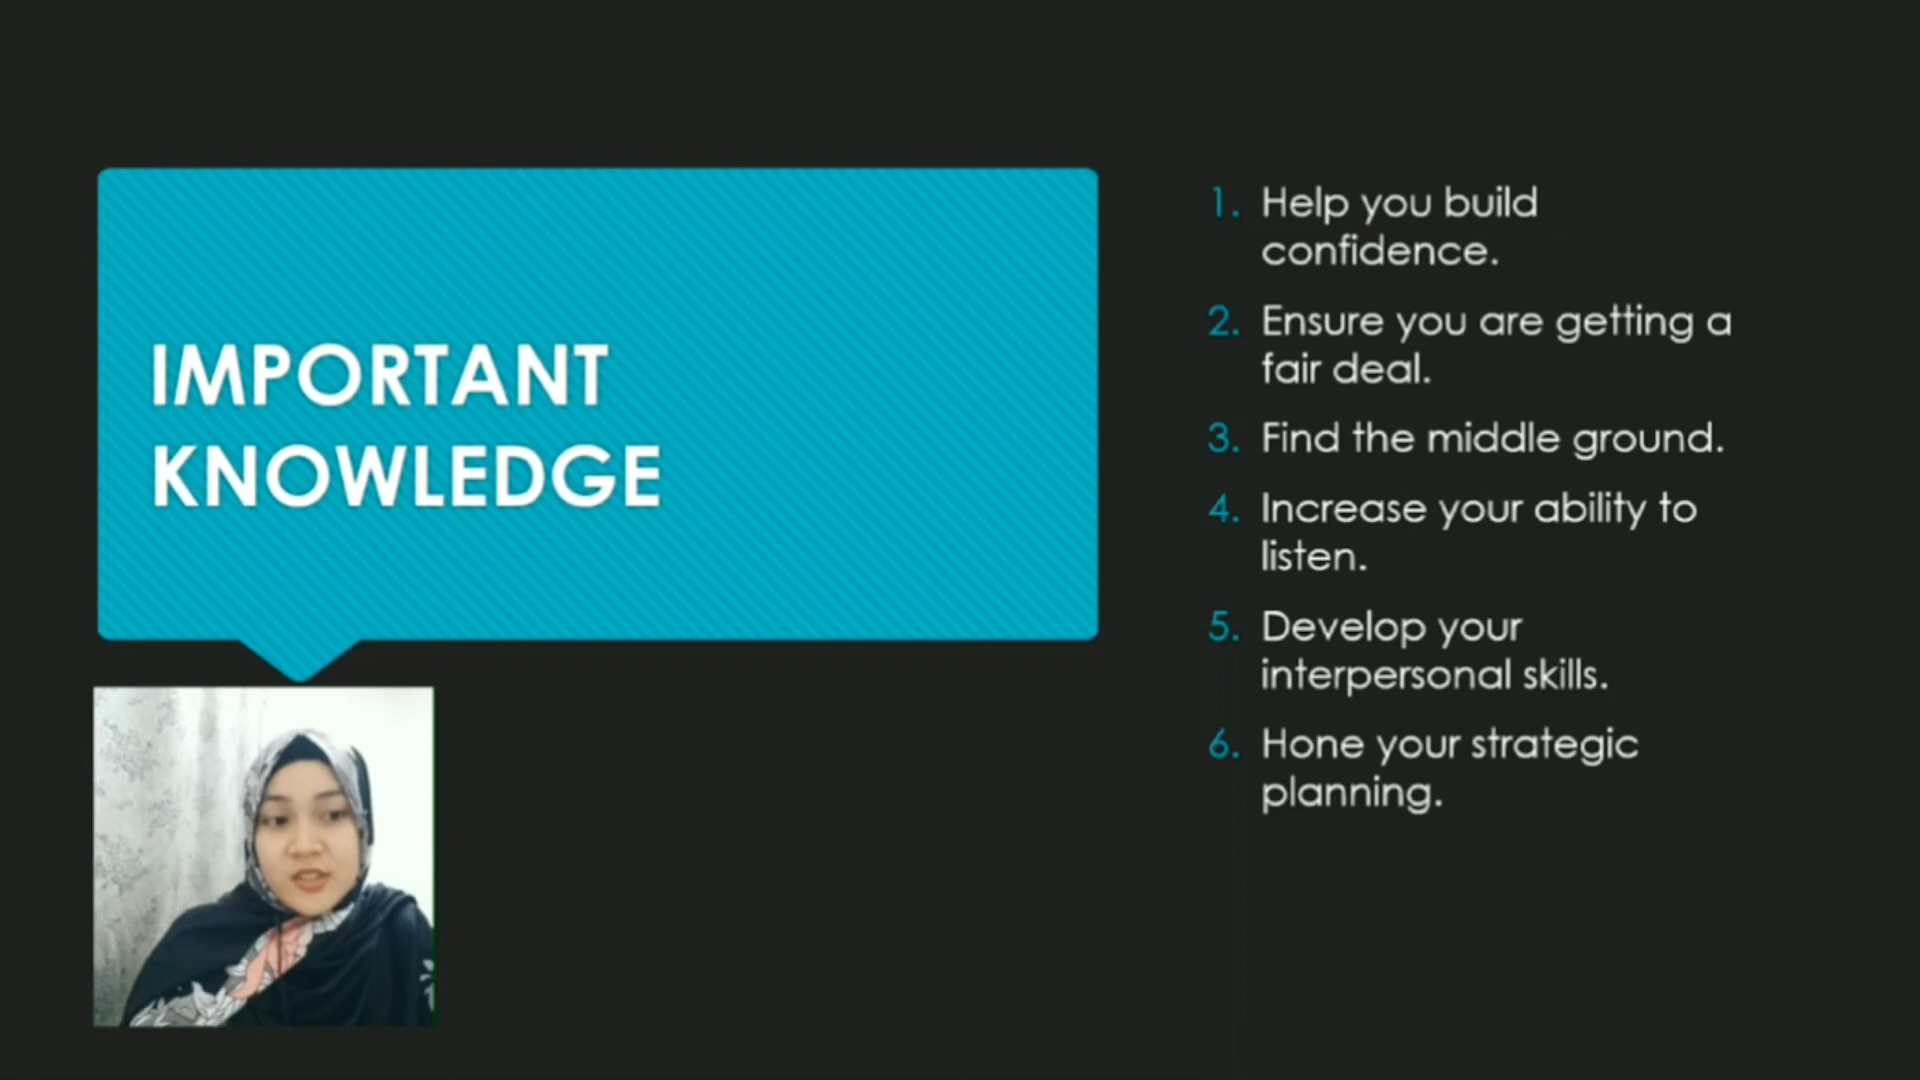 IMPORTANT
KNOWLEDGE
1. Help you build
confidence.
2. Ensure you are getting a
fair deal.
3. Find the middle ground.
4. Increase your ability to
listen.
5. Develop your
interpersonal skills.
6. Hone your strategic
planning.